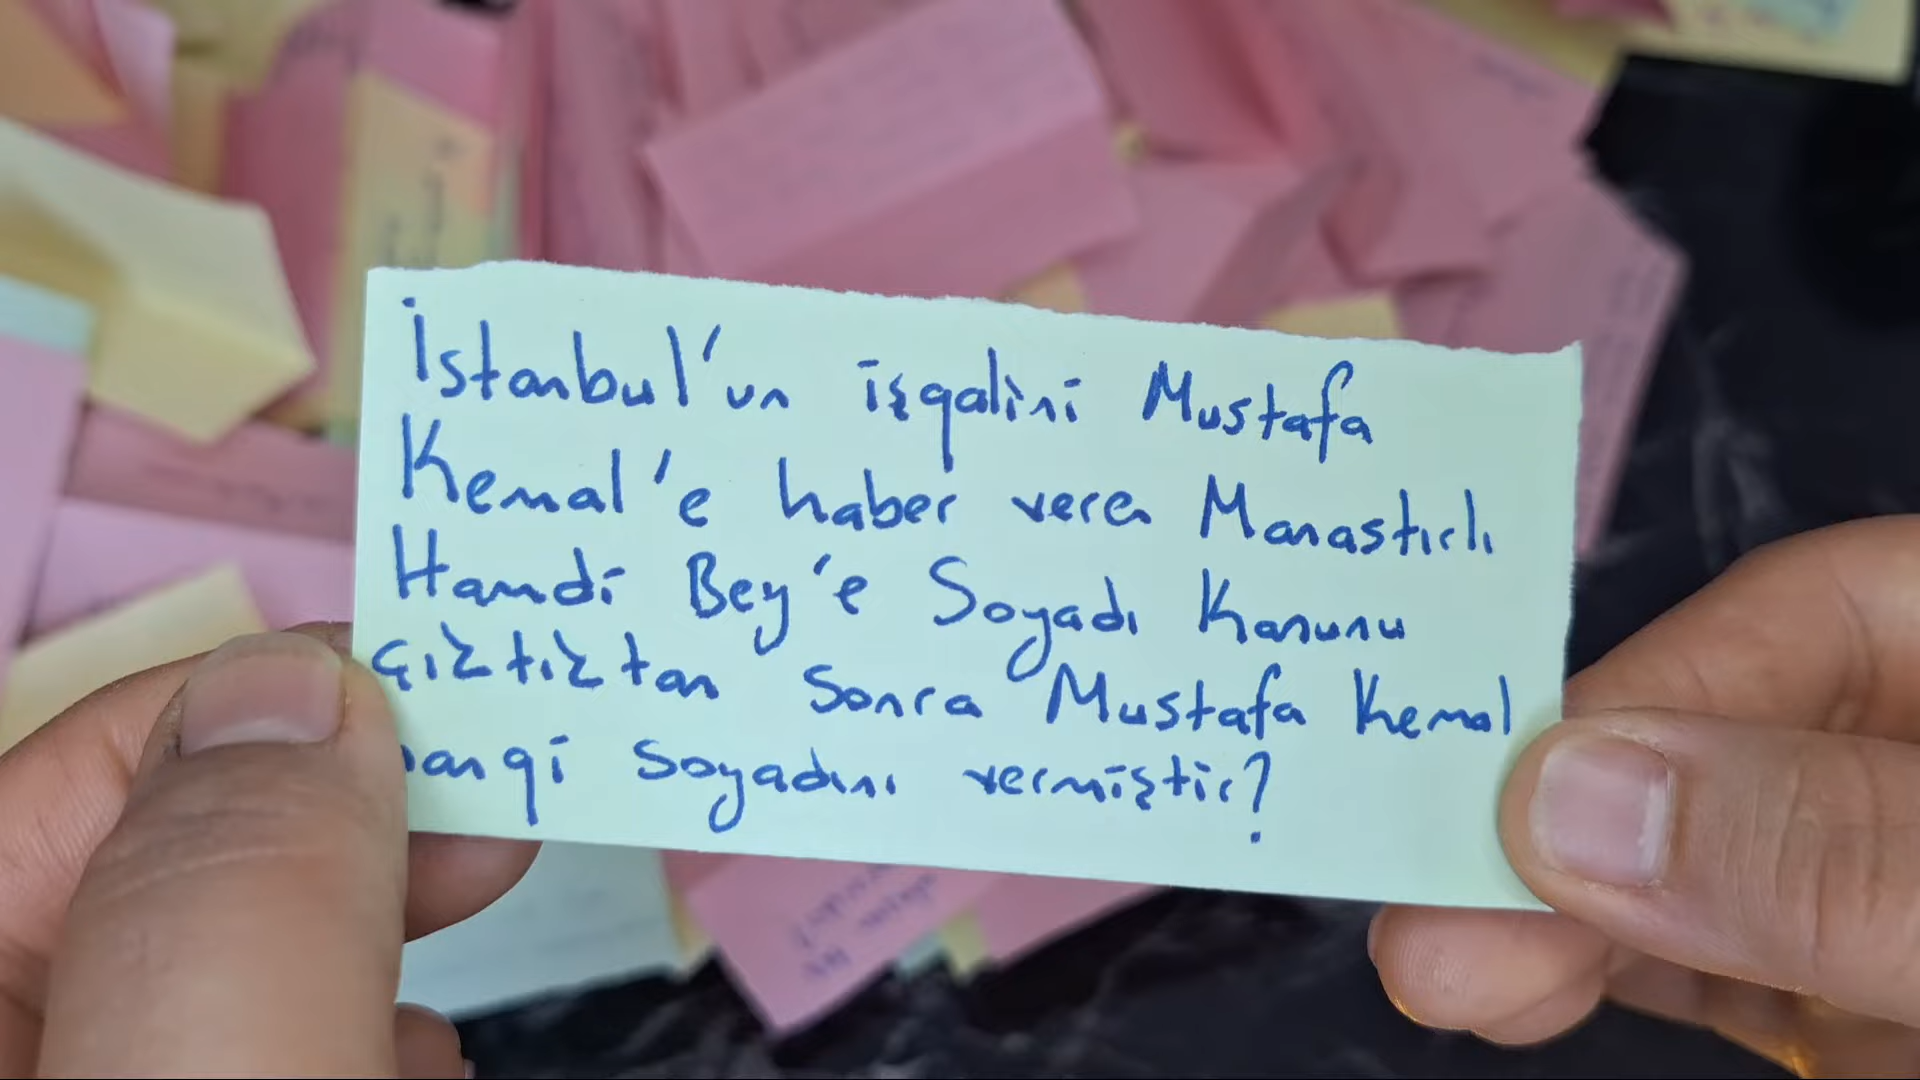 İstanbul'un işgalini Mustafa
Kemal'e haber veren Manastırlı
Hamdi Bey'e Soyadı Kanunu
çıktıktan sonra Mustafa Kemal
hangi soyadını vermiştir?